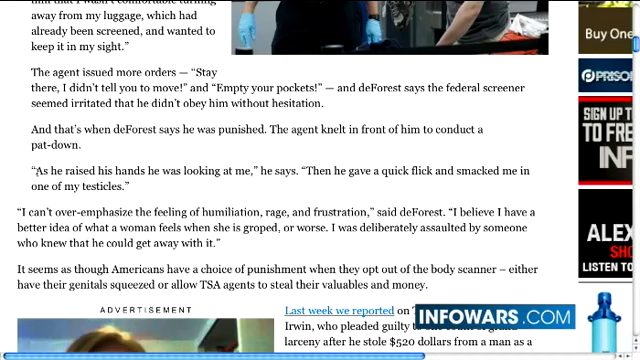 him that I wasn't comfortable turning
away from my luggage, which had
already been screened, and wanted to
keep it in my sight."
The agent issued more orders — "Stay
there, I didn't tell you to move!" and "Empty your pockets!" — and deForest says the federal screener
seemed irritated that he didn't obey him without hesitation.
And that's when deForest says he was punished. The agent knelt in front of him to conduct a
pat-down.
"As he raised his hands he was looking at me," he says. "Then he gave a quick flick and smacked me in
one of my testicles."
"I can't over-emphasize the feeling of humiliation, rage, and frustration," said deForest. "I believe I have a
better idea of what a woman feels when she is groped, or worse. I was deliberately assaulted by someone
who knew that he could get away with it."
It seems as though Americans have a choice of punishment when they opt out of the body scanner – either
have their genitals squeezed or allow TSA agents to steal their valuables and money.
ADVERTISEMENT
Last week we reported on
Irwin, who pleaded guilty to
larceny after he stole $520 dollars from a man as a
INFOWARS.COM
Buy One
PRISO
SIGN UP T
TO FRE
INF
ALEX
SHO
LISTEN TO